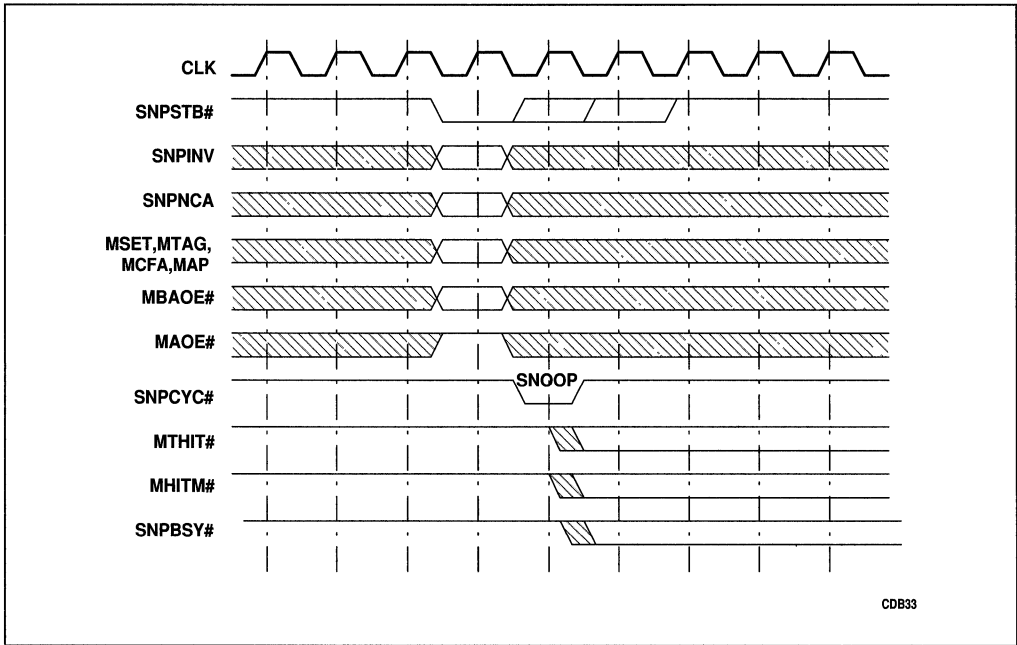 CLK
SNPSTB#
SNPINV
SNPNCA
MSET,MTAG,
MCFA,MAP
MBAOE#
MAOE#
SNOOP
SNPCYC#
MTHIT#
MHITM#
SNPBSY#
CDB33